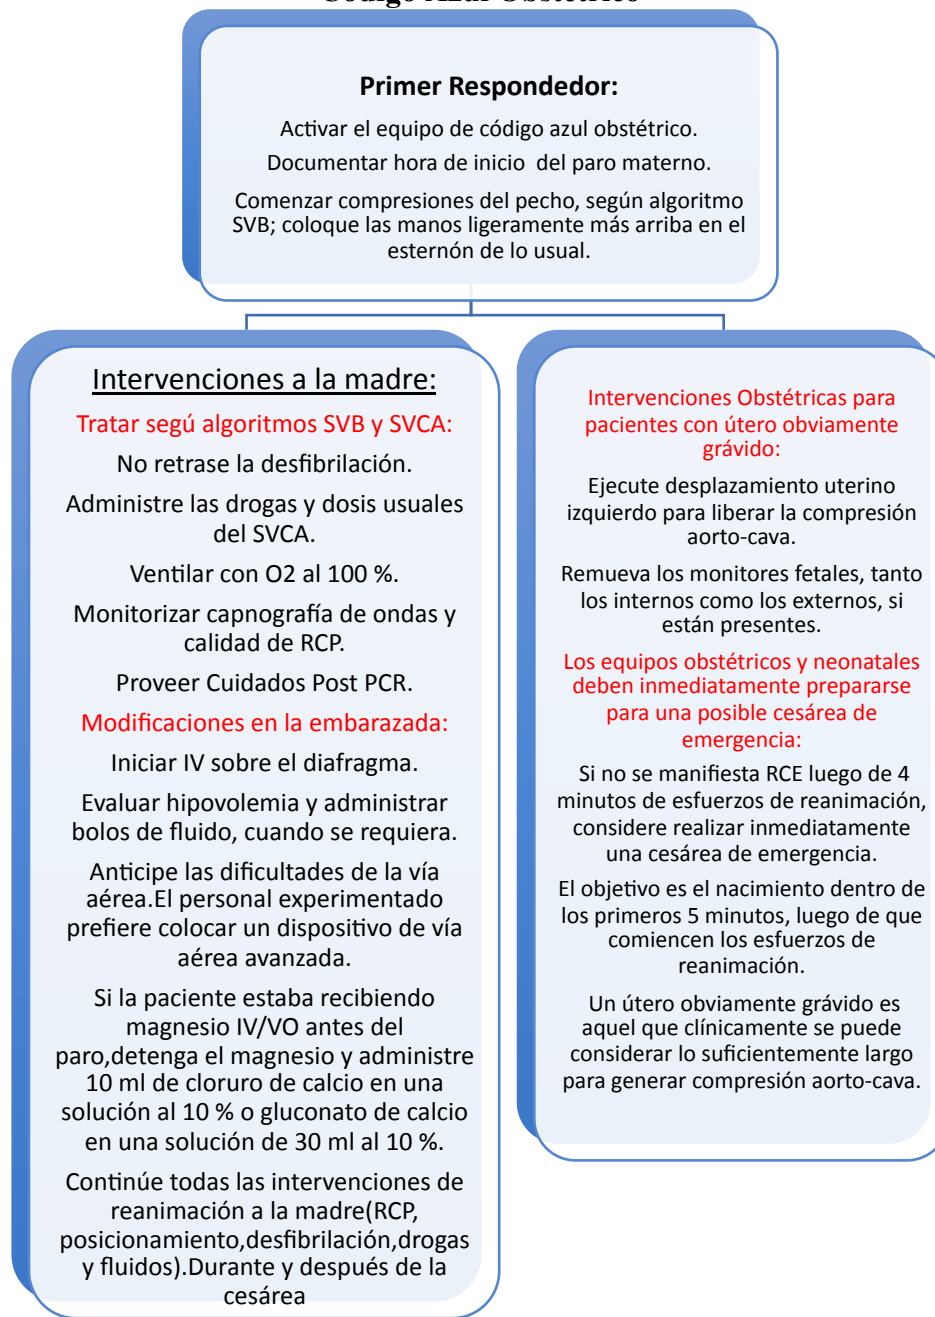 Código Azul Obstétrico
Primer Respondedor:
Activar el equipo de código azul obstétrico.
Documentar hora de inicio  del paro materno.
Comenzar compresiones del pecho, según algoritmo
SVB; coloque las manos ligeramente más arriba en el
esternón de lo usual.
Intervenciones a la madre:
Tratar segú algoritmos SVB y SVCA:
No retrase la desfibrilación.
Administre las drogas y dosis usuales
del SVCA.
Ventilar con O2 al 100 %.
Monitorizar capnografía de ondas y
calidad de RCP.
Proveer Cuidados Post PCR.
Modificaciones en la embarazada:
Iniciar IV sobre el diafragma.
Evaluar hipovolemia y administrar
bolos de fluido, cuando se requiera.
Anticipe las dificultades de la vía
aérea.El personal experimentado
prefiere colocar un dispositivo de vía
aérea avanzada.
Si la paciente estaba recibiendo
magnesio IV/VO antes del
paro,detenga el magnesio y administre
10 ml de cloruro de calcio en una
solución al 10 % o gluconato de calcio
en una solución de 30 ml al 10 %.
Continúe todas las intervenciones de
reanimación a la madre(RCP,
posicionamiento,desfibrilación,drogas
y fluidos).Durante y después de la
cesárea
Intervenciones Obstétricas para
pacientes con útero obviamente
grávido:
Ejecute desplazamiento uterino
izquierdo para liberar la compresión
aorto-cava.
Remueva los monitores fetales, tanto
los internos como los externos, si
están presentes.
Los equipos obstétricos y neonatales
deben inmediatamente prepararse
para una posible cesárea de
emergencia:
Si no se manifiesta RCE luego de 4
minutos de esfuerzos de reanimación,
considere realizar inmediatamente
una cesárea de emergencia.
El objetivo es el nacimiento dentro de
los primeros 5 minutos, luego de que
comiencen los esfuerzos de
reanimación.
Un útero obviamente grávido es
aquel que clínicamente se puede
considerar lo suficientemente largo
para generar compresión aorto-cava.